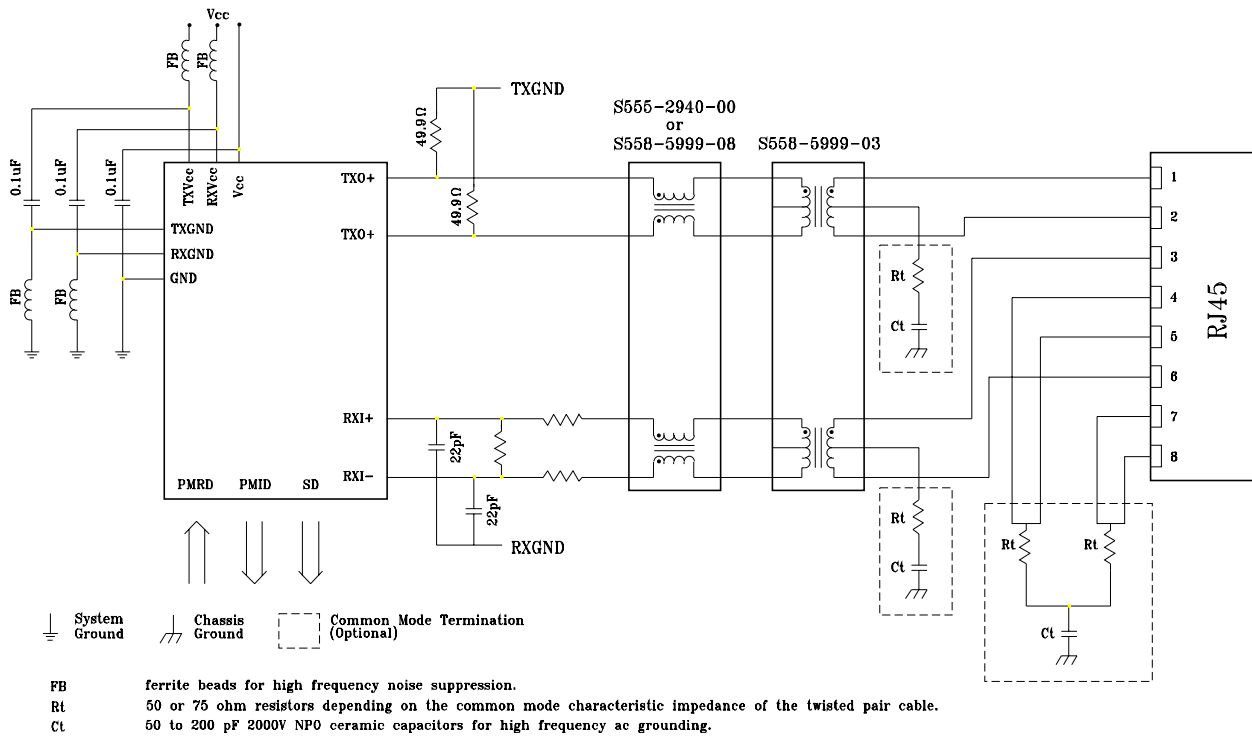 Vcc
FB
FB
TXGND
S555-2940-00
or
S558-5999-08
S558-5999-03
49.9Ω
49.9Ω
0.1uF
0.1uF
0.1uF
TXVcc
RXVcc
Vcc
TXO+
TXO+
TXGND
RXGND
GND
FB
FB
Rt
Ct
1
2
3
4
5
6
7
8
RJ45
RXI+
RXI-
22pF
22pF
RXGND
PMRD
PMID
SD
Rt
Ct
Rt
Rt
Ct
System
Ground
Chassis
Ground
Common Mode Termination
(Optional)
FB ferrite beads for high frequency noise suppression.
Rt 50 or 75 ohm resistors depending on the common mode characteristic impedance of the twisted pair cable.
Ct 50 to 200 pF 2000V NPO ceramic capacitors for high frequency ac grounding.